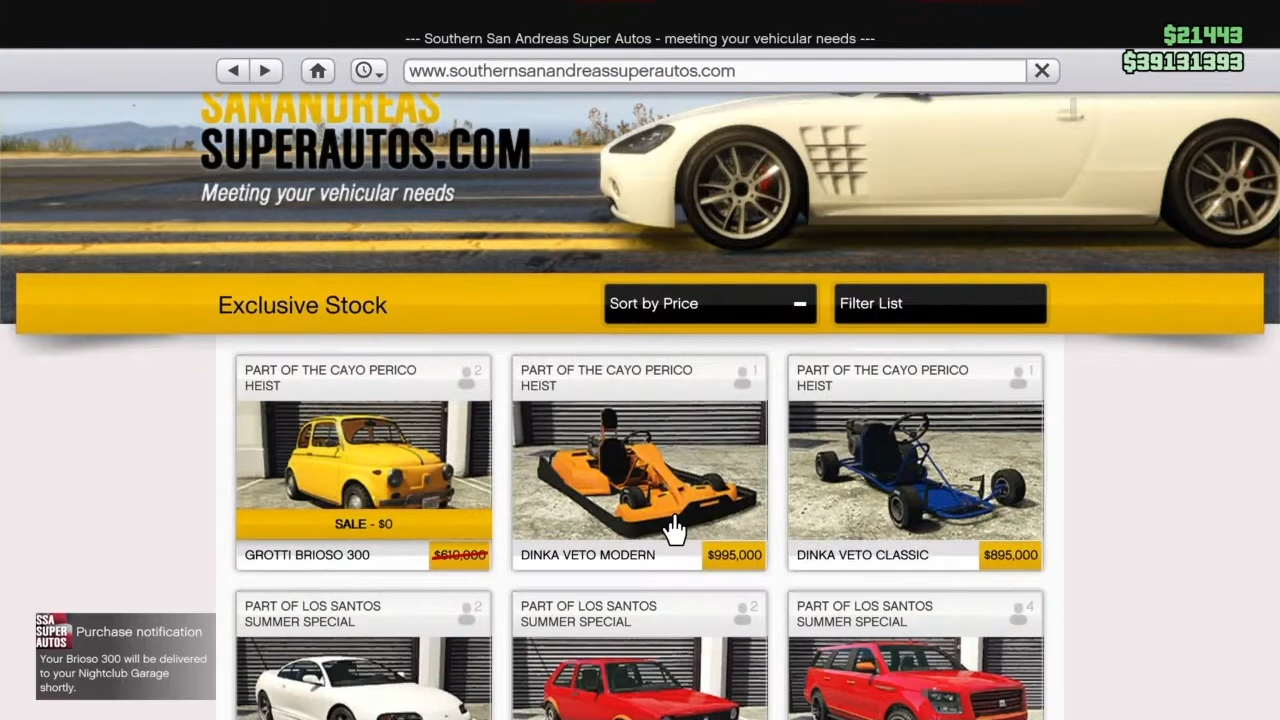 --- Southern San Andreas Super Autos - meeting your vehicular needs ---
$21443
$39131393
www.southernsanandreassuperautos.com
SANANDREAS
SUPERAUTOS.COM
Meeting your vehicular needs
Exclusive Stock
Sort by Price
Filter List
PART OF THE CAYO PERICO
HEIST
2
SALE - $0
GROTTI BRIOSO 300
$610,000
PART OF THE CAYO PERICO
HEIST
1
DINKA VETO MODERN
$995,000
PART OF THE CAYO PERICO
HEIST
1
DINKA VETO CLASSIC
$895,000
PART OF LOS SANTOS
SUMMER SPECIAL
2
PART OF LOS SANTOS
SUMMER SPECIAL
2
PART OF LOS SANTOS
SUMMER SPECIAL
4
SSA
SUPER
AUTOS
Purchase notification
Your Brioso 300 will be delivered
to your Nightclub Garage
shortly.